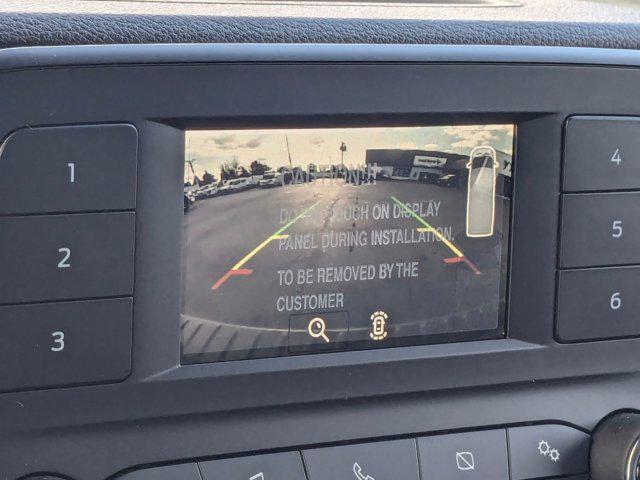 1
2
3
4
5
6
CAUTION!!!
DO TOUCH ON DISPLAY
PANEL DURING INSTALLATION.
TO BE REMOVED BY THE
CUSTOMER